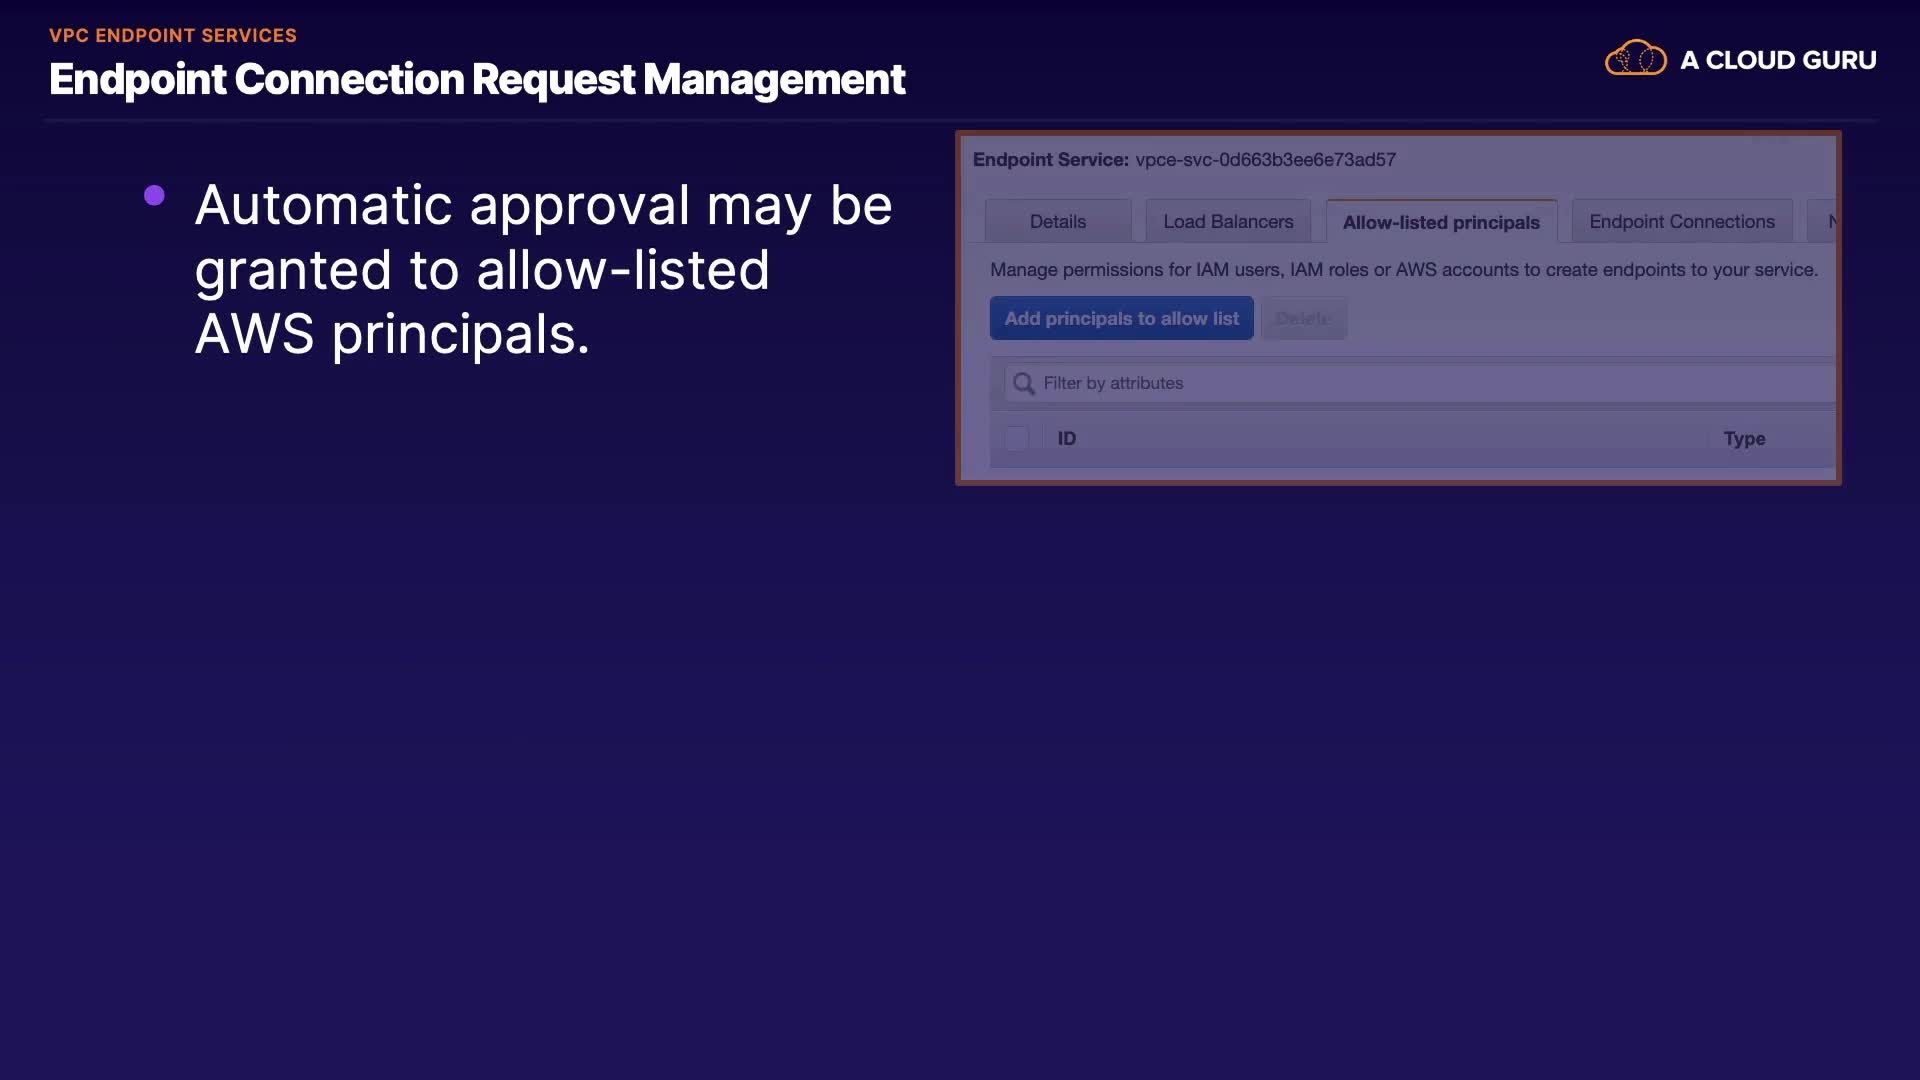 VPC ENDPOINT SERVICES
Endpoint Connection Request Management
A CLOUD GURU
Automatic approval may be
granted to allow-listed
AWS principals.
Endpoint Service: vpce-svc-0d663b3ee6e73ad57
Details
Load Balancers
Allow-listed principals
Endpoint Connections
Manage permissions for IAM users, IAM roles or AWS accounts to create endpoints to your service.
Add principals to allow list
Delete
Filter by attributes
ID
Type